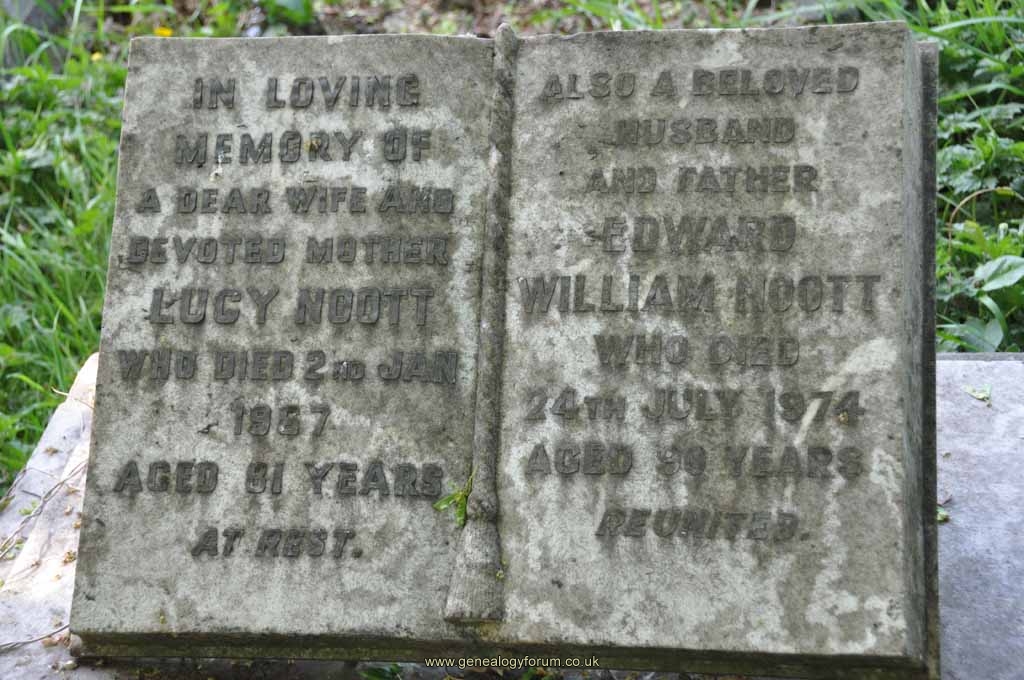 IN LOVING
MEMORY OF
A DEAR WIFE AND
DEVOTED MOTHER
LUCY NOOTT
WHO DIED 2ND JAN
1967
AGED 81 YEARS
AT REST.
ALSO A BELOVED
HUSBAND
AND FATHER
EDWARD
WILLIAM NOOTT
WHO DIED
24TH JULY 1974
AGED 90 YEARS
REUNITED.
www.genealogyforum.co.uk